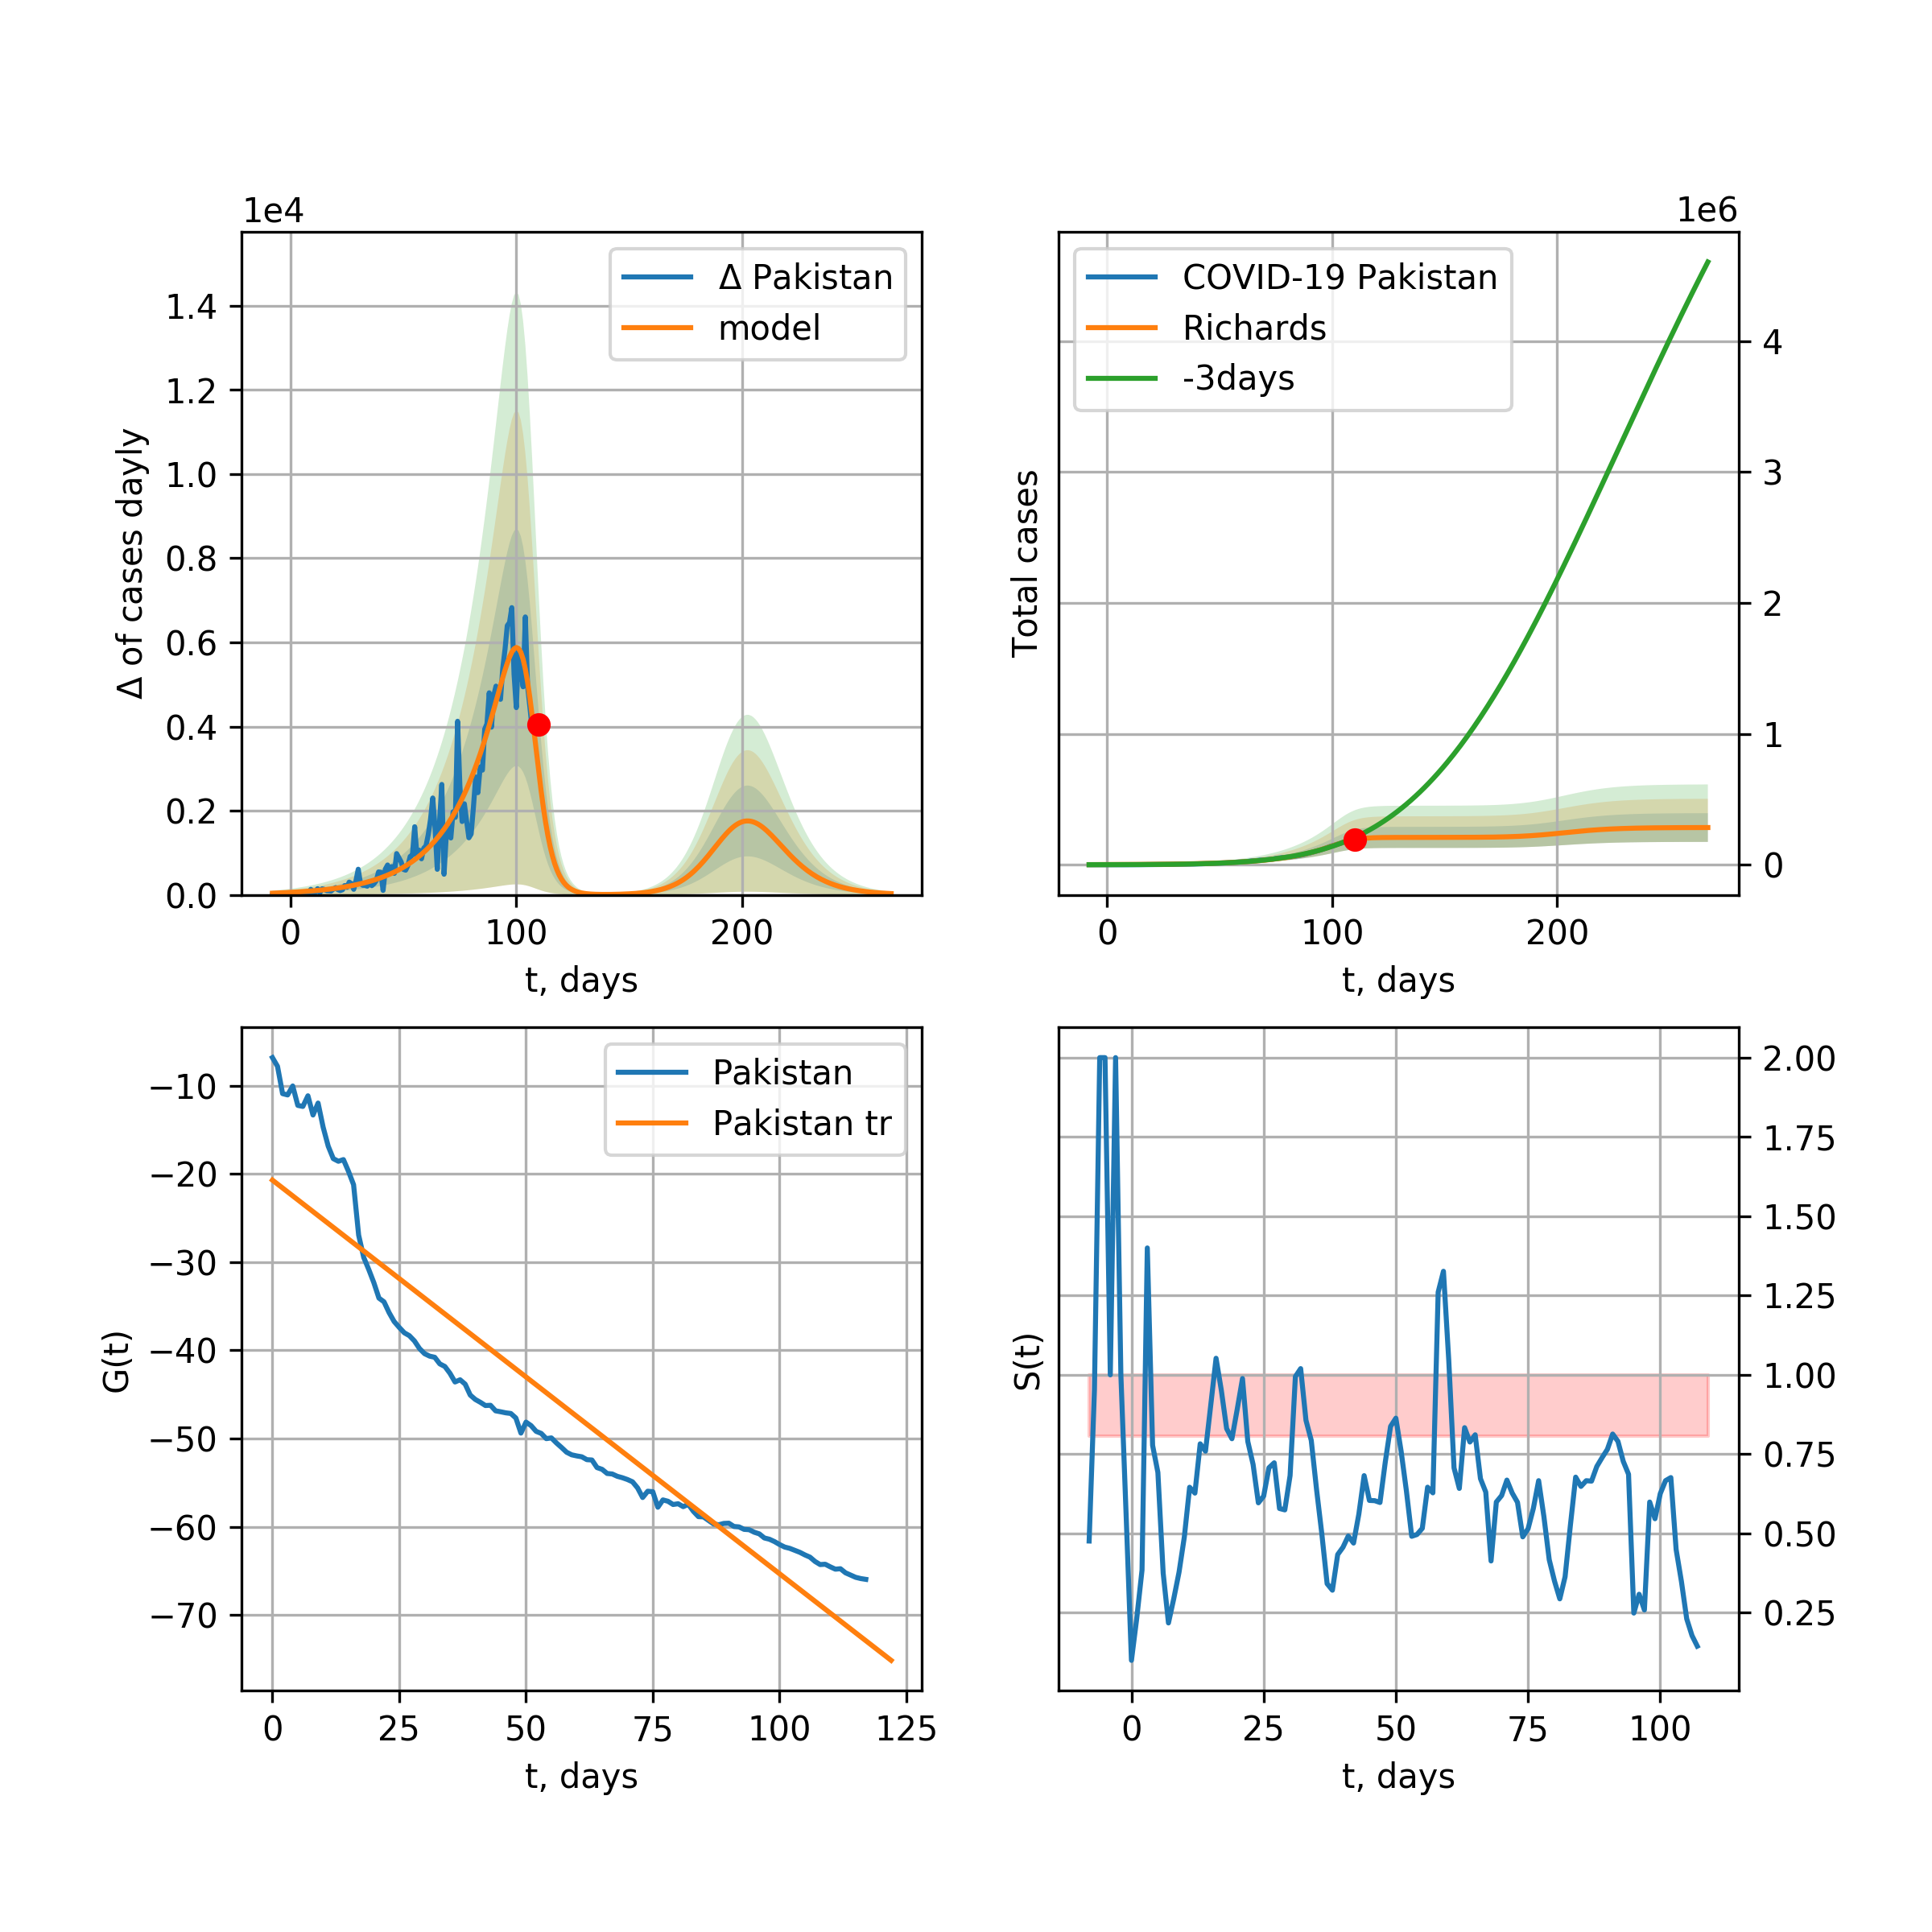 1e4
Δ of cases dayly
1.4
1.2
1.0
0.8
0.6
0.4
0.2
0.0
0 100 200
t, days
Δ Pakistan
model
1e6
Total cases
COVID-19 Pakistan
Richards
-3days
4
3
2
1
0
0 100 200
t, days
G(t)
−10
−20
−30
−40
−50
−60
−70
0 25 50 75 100 125
t, days
Pakistan
Pakistan tr
S(t)
2.00
1.75
1.50
1.25
1.00
0.75
0.50
0.25
0 25 50 75 100
t, days